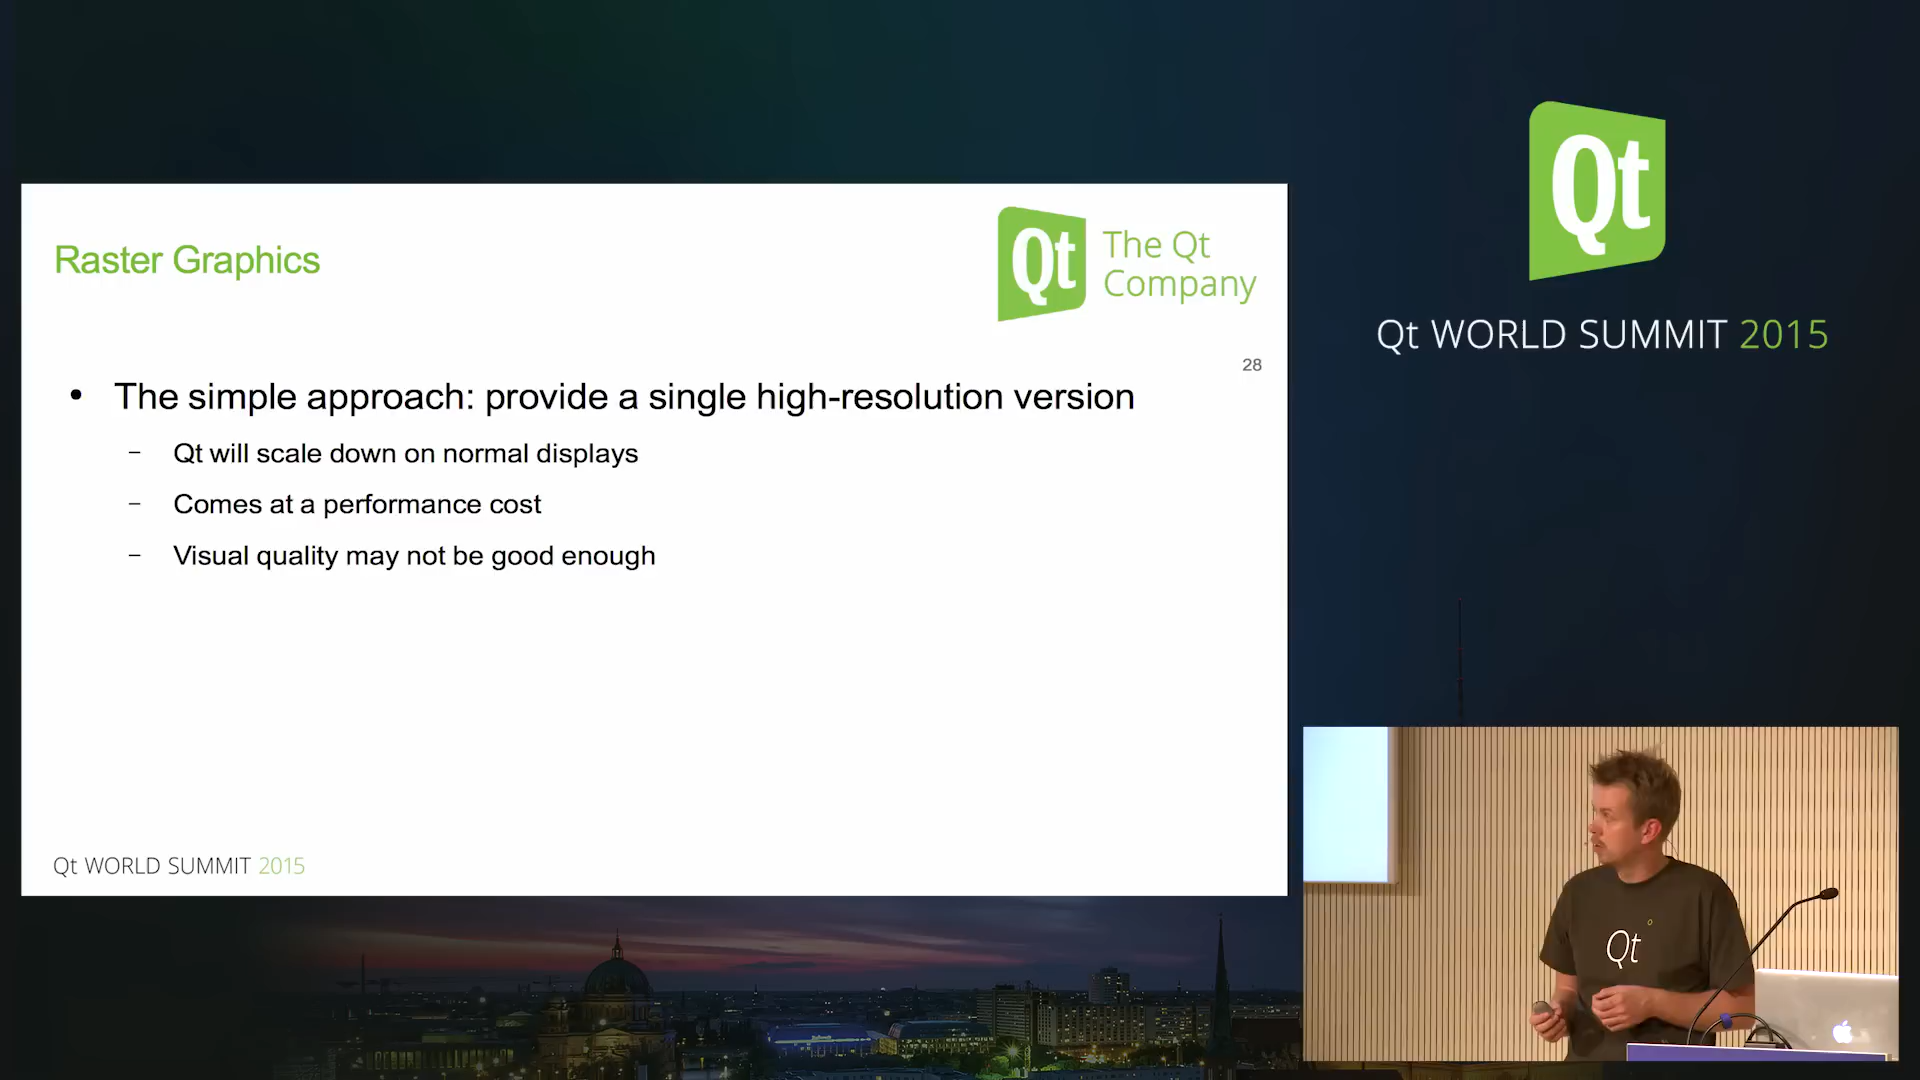 Raster Graphics
Qt
The Qt
Company
28
• The simple approach: provide a single high-resolution version
– Qt will scale down on normal displays
– Comes at a performance cost
– Visual quality may not be good enough
Qt WORLD SUMMIT 2015
Qt
Qt WORLD SUMMIT 2015
Qt